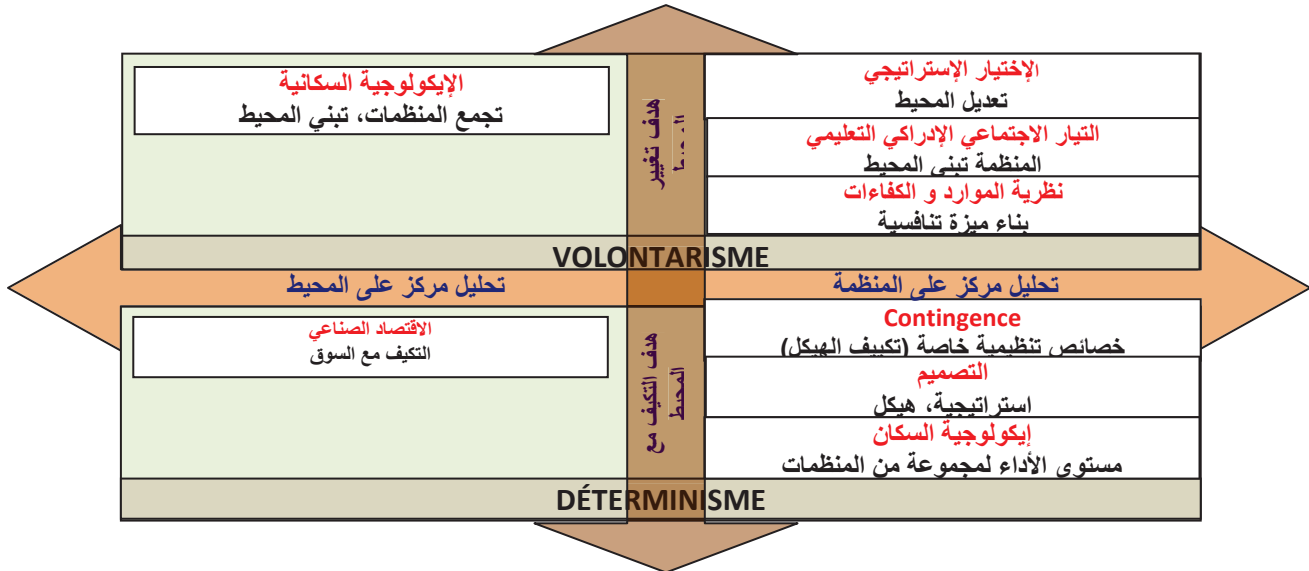 الإختيار الإستراتيجي
تعديل المحيط
التيار الاجتماعي الإدراكي التعليمي
المنظمة تبني المحيط
نظرية الموارد و الكفاءات
بناء ميزة تنافسية
هدف تغيير
المحيط
الإيكولوجية السكانية
تجمع المنظمات، تبني المحيط
VOLONTARISME
تحليل مركز على المنظمة
تحليل مركز على المحيط
Contingence
خصائص تنظيمية خاصة (تكييف الهيكل)
التصميم
استراتيجية، هيكل
إيكولوجية السكان
مستوى الأداء لمجموعة من المنظمات
هدف التكيف مع
المحيط
الاقتصاد الصناعي
التكيف مع السوق
DÉTERMINISME